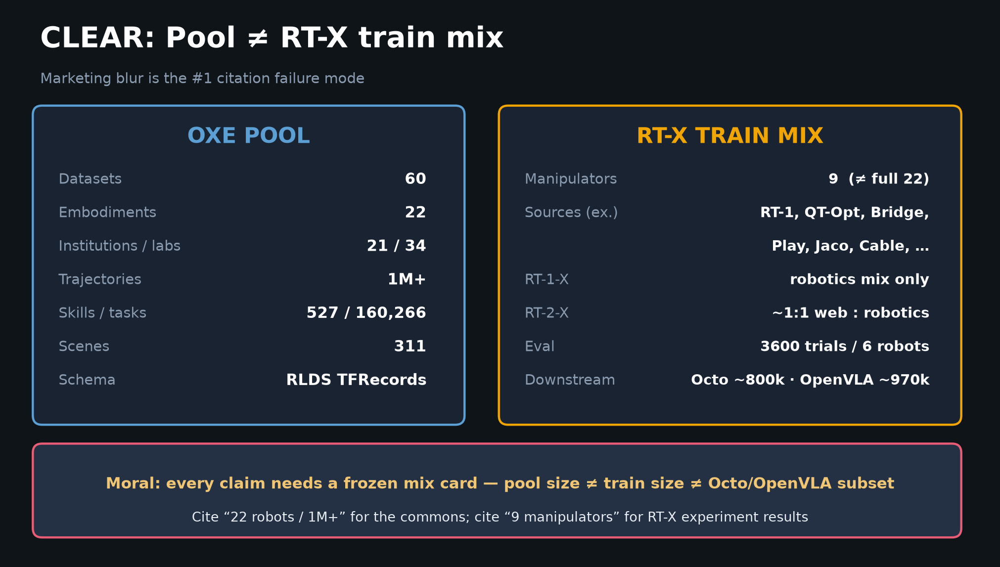 CLEAR: Pool ≠ RT-X train mix
Marketing blur is the #1 citation failure mode
OXE POOL
Datasets 60
Embodiments 22
Institutions / labs 21 / 34
Trajectories 1M+
Skills / tasks 527 / 160,266
Scenes 311
Schema RLDS TFRecords
RT-X TRAIN MIX
Manipulators 9 (≠ full 22)
Sources (ex.) RT-1, QT-Opt, Bridge,
Play, Jaco, Cable, …
RT-1-X robotics mix only
RT-2-X ~1:1 web : robotics
Eval 3600 trials / 6 robots
Downstream Octo ~800k · OpenVLA ~970k
Moral: every claim needs a frozen mix card — pool size ≠ train size ≠ Octo/OpenVLA subset
Cite “22 robots / 1M+” for the commons; cite “9 manipulators” for RT-X experiment results